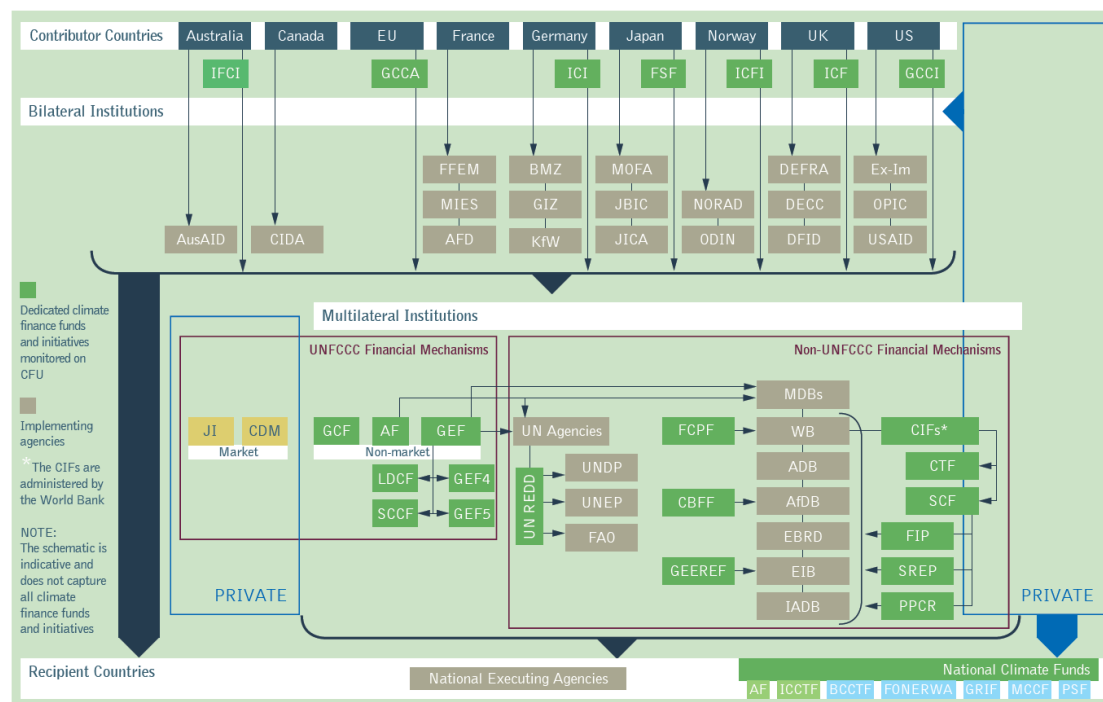 Contributor Countries
Australia
Canada
EU
France
Germany
Japan
Norway
UK
US
IFCI
GCCA
ICI
FSF
ICFI
ICF
GCCI
Bilateral Institutions
FFEM
BMZ
MOFA
DEFRA
Ex-Im
MIES
GIZ
JBIC
NORAD
DECC
OPIC
AusAID
CIDA
AFD
KfW
JICA
ODIN
DFID
USAID
Dedicated climate
finance funds
and initiatives
monitored on
CFU
Implementing
agencies
*The CIFs are
administered by
the World Bank
NOTE:
The schematic is
indicative and
does not capture
all climate
finance funds
and initiatives
Multilateral Institutions
UNFCCC Financial Mechanisms
Non-UNFCCC Financial Mechanisms
JI
CDM
Market
GCF
AF
GEF
Non-market
LDCF
GEF4
SCCF
GEF5
PRIVATE
UN Agencies
UN REDD
UNDP
UNEP
FAO
FCPF
CBFF
GEEREF
MDBs
WB
ADB
AfDB
EBRD
EIB
IADB
CIFs*
CTF
SCF
FIP
SREP
PPCR
PRIVATE
Recipient Countries
National Executing Agencies
National Climate Funds
AF
ICCTF
BCCTF
FONERWA
GRIF
MCCF
PSF